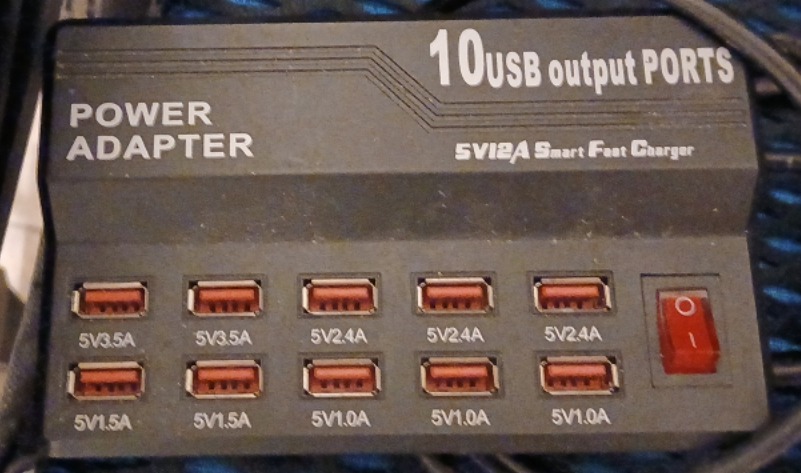 10USB output PORTS
POWER
ADAPTER
5V12A Smart Fast Charger
5V3.5A 5V3.5A 5V2.4A 5V2.4A 5V2.4A
5V1.5A 5V1.5A 5V1.0A 5V1.0A 5V1.0A
O
I